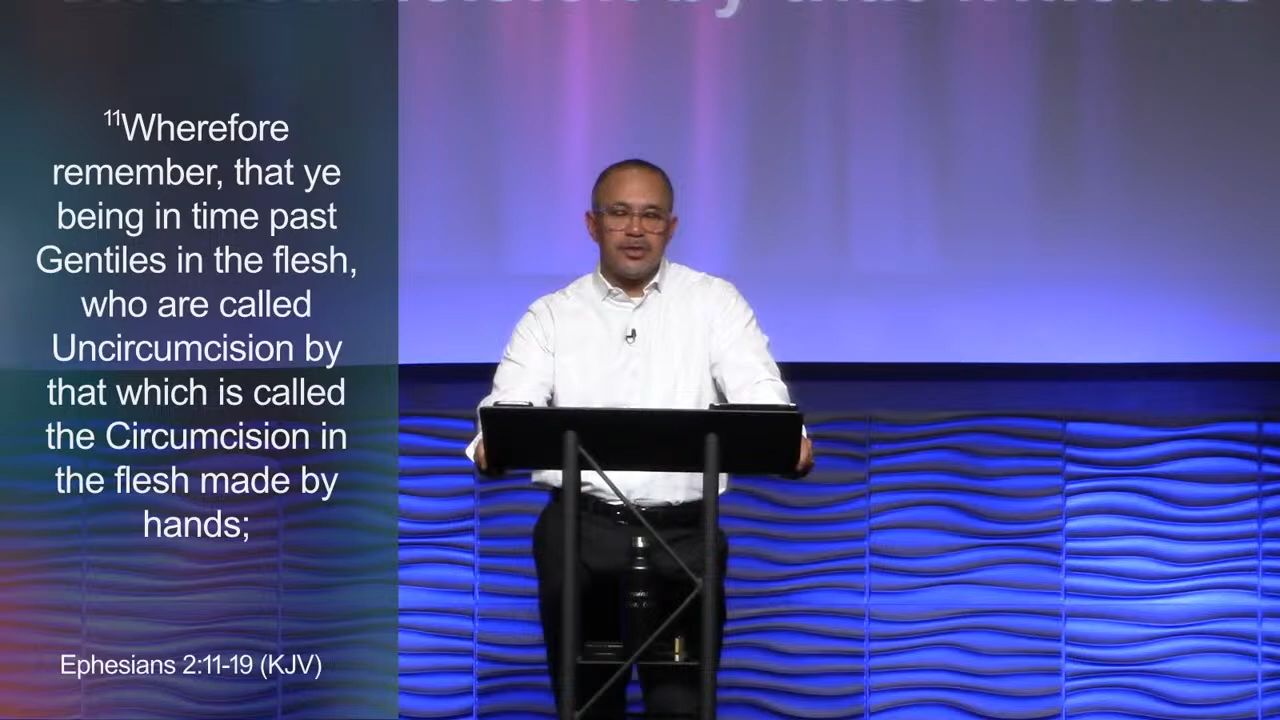 ¹¹Wherefore
remember, that ye
being in time past
Gentiles in the flesh,
who are called
Uncircumcision by
that which is called
the Circumcision in
the flesh made by
hands;
Ephesians 2:11-19 (KJV)